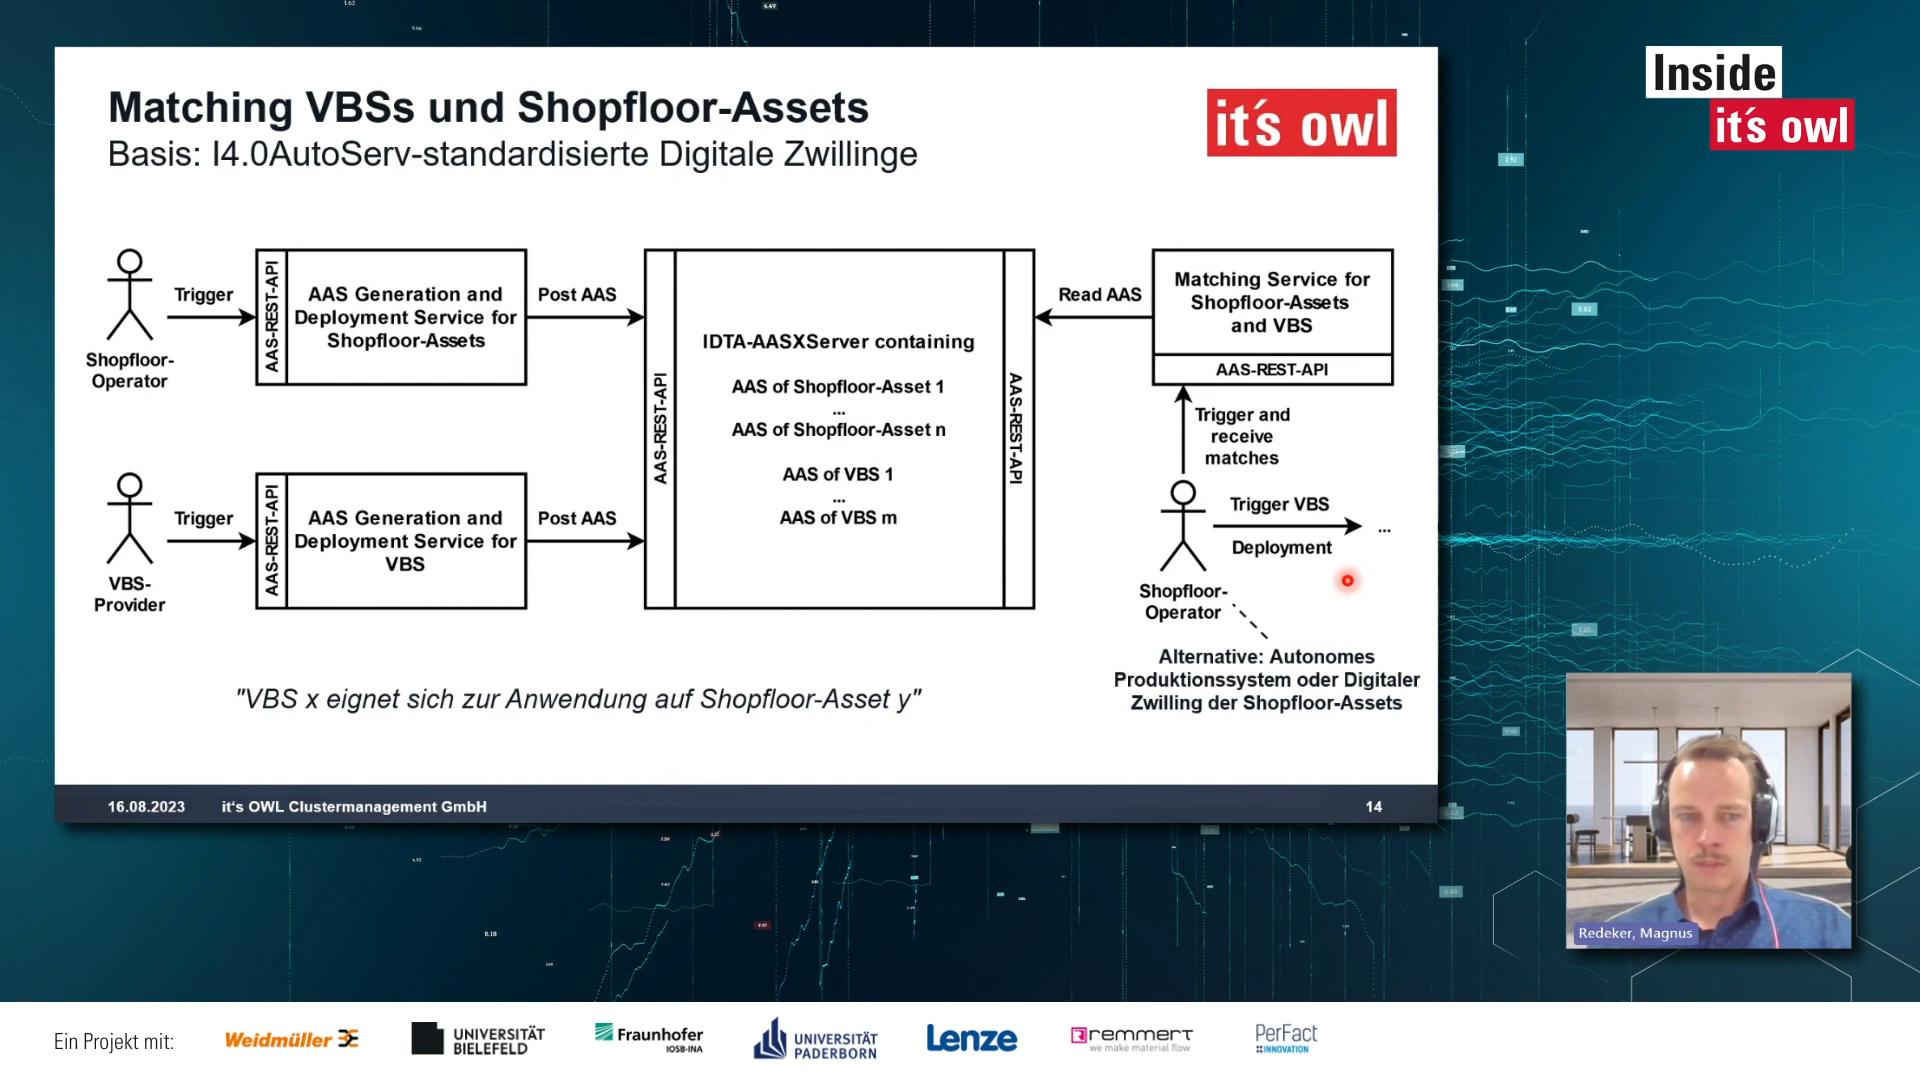 Matching VBSs und Shopfloor-Assets
Basis: I4.0AutoServ-standardisierte Digitale Zwillinge
it's owl
Inside
it's owl
Shopfloor-
Operator
Trigger
AAS-REST-API
AAS Generation and
Deployment Service for
Shopfloor-Assets
Post AAS
VBS-
Provider
Trigger
AAS-REST-API
AAS Generation and
Deployment Service for
VBS
Post AAS
AAS-REST-API
IDTA-AASXServer containing
AAS of Shopfloor-Asset 1
...
AAS of Shopfloor-Asset n
AAS of VBS 1
...
AAS of VBS m
AAS-REST-API
Read AAS
Matching Service for
Shopfloor-Assets
and VBS
AAS-REST-API
Trigger and
receive
matches
Trigger VBS
Deployment
...
Shopfloor-
Operator
Alternative: Autonomes
Produktionssystem oder Digitaler
Zwilling der Shopfloor-Assets
"VBS x eignet sich zur Anwendung auf Shopfloor-Asset y"
16.08.2023 it's OWL Clustermanagement GmbH 14
Redeker, Magnus
Ein Projekt mit:
Weidmüller
UNIVERSITÄT
BIELEFELD
Fraunhofer
IOSB-INA
UNIVERSITÄT
PADERBORN
Lenze
remmert
we make material flow
PerFact
INNOVATION